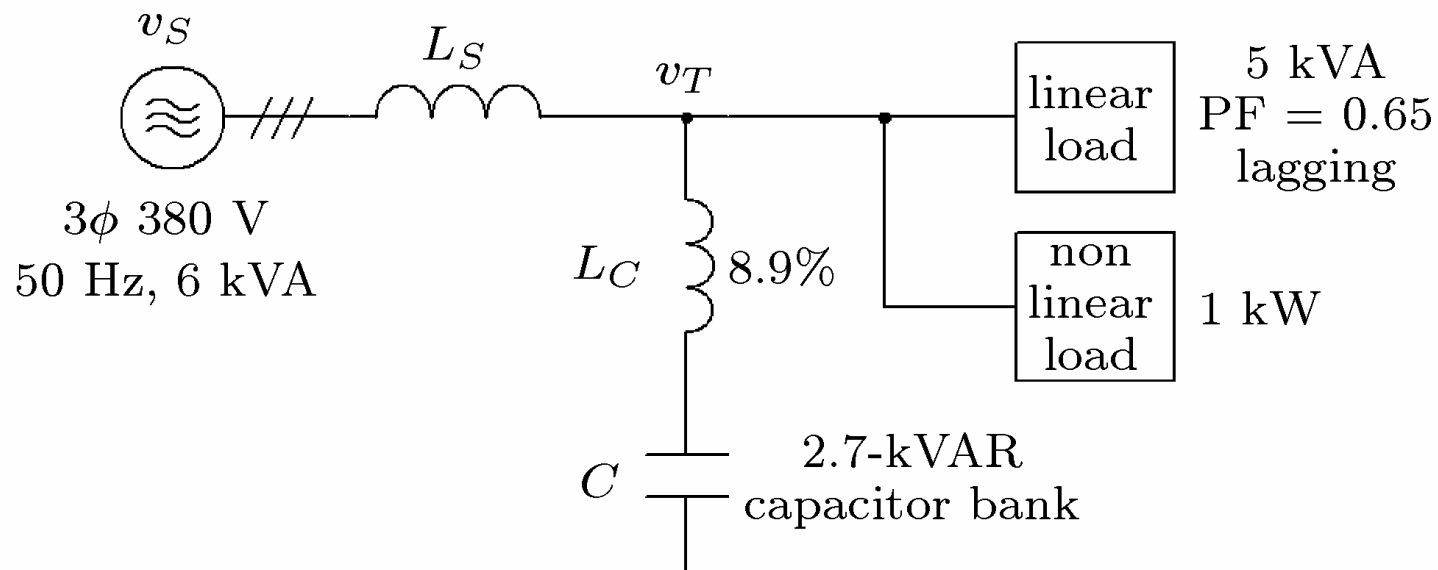 v_S
L_S
v_T
linear
load
5 kVA
PF = 0.65
lagging
3ϕ 380 V
50 Hz, 6 kVA
L_C
8.9%
non
linear
load
1 kW
C
2.7-kVAR
capacitor bank